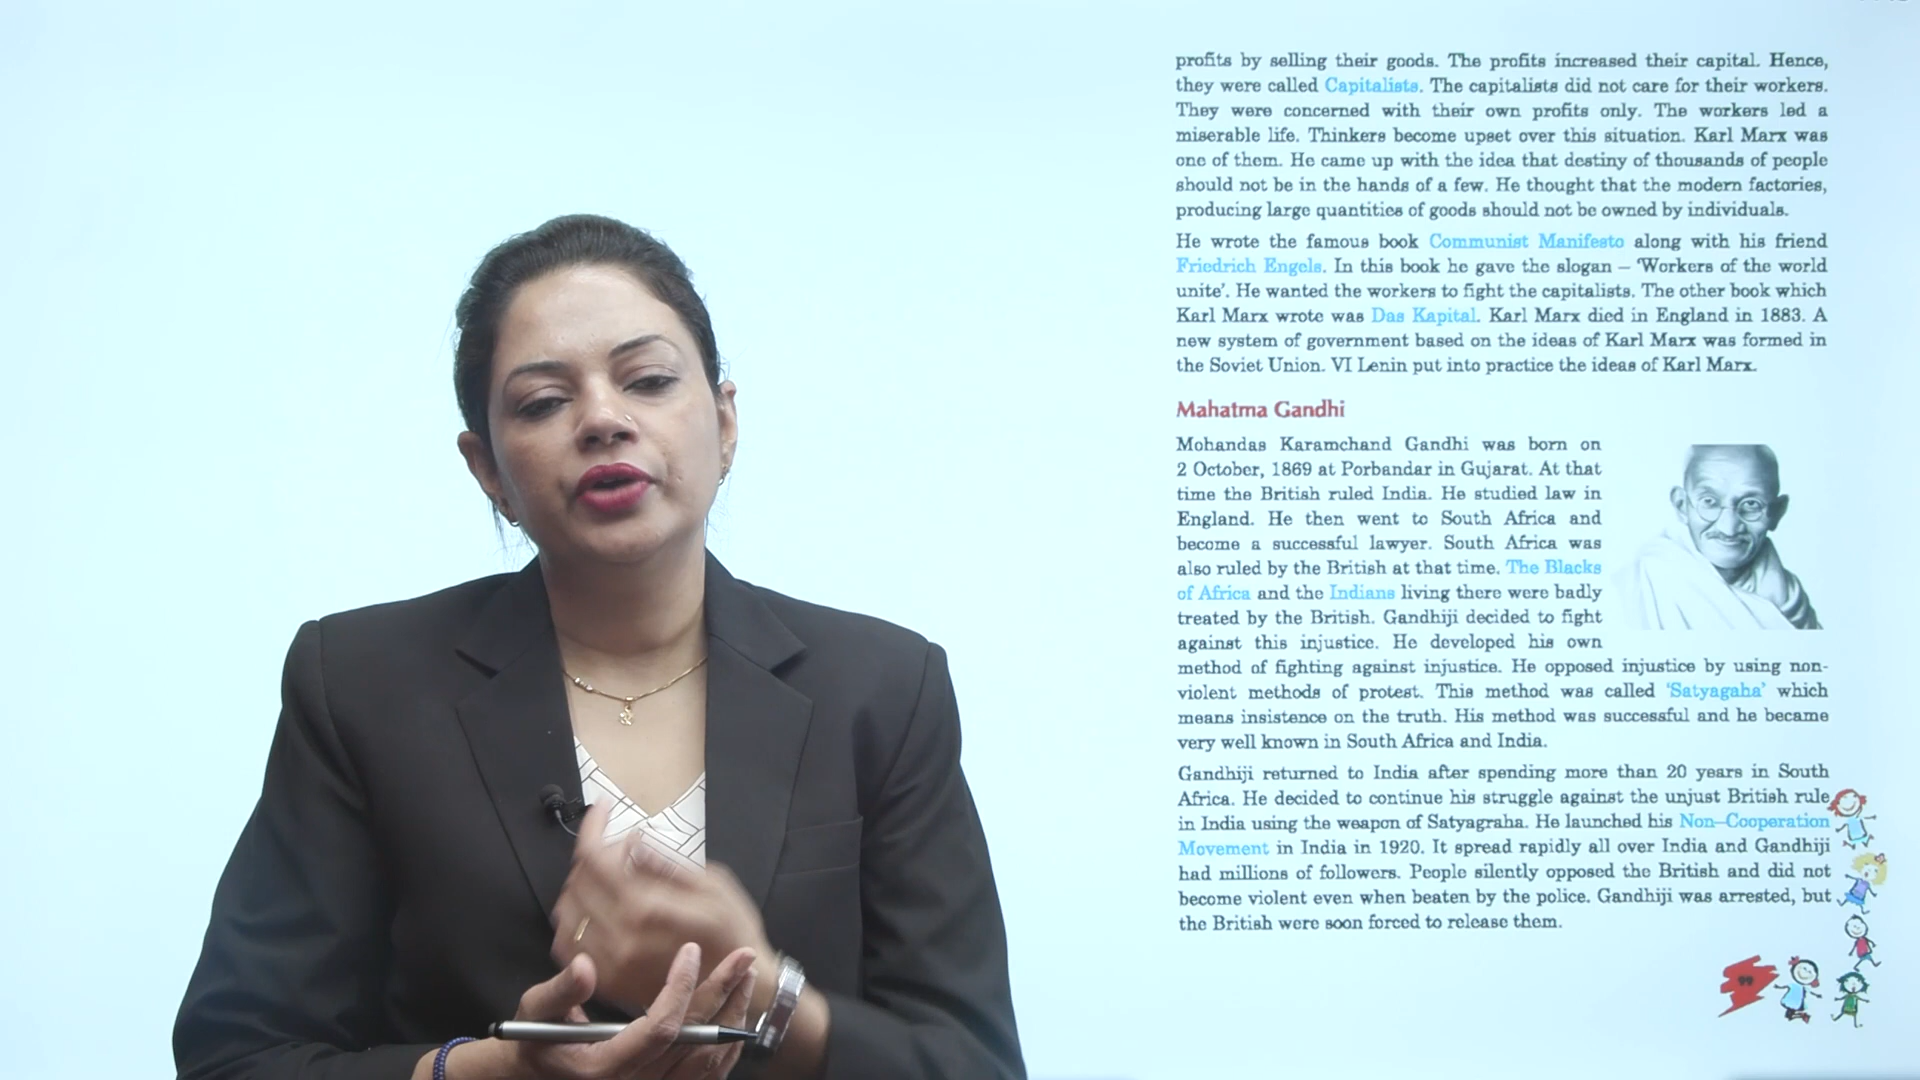 profits by selling their goods. The profits increased their capital. Hence,
they were called Capitalists. The capitalists did not care for their workers.
They were concerned with their own profits only. The workers led a
miserable life. Thinkers become upset over this situation. Karl Marx was
one of them. He came up with the idea that destiny of thousands of people
should not be in the hands of a few. He thought that the modern factories,
producing large quantities of goods should not be owned by individuals.
He wrote the famous book Communist Manifesto along with his friend
Friedrich Engels. In this book he gave the slogan – 'Workers of the world
unite'. He wanted the workers to fight the capitalists. The other book which
Karl Marx wrote was Das Kapital. Karl Marx died in England in 1883. A
new system of government based on the ideas of Karl Marx was formed in
the Soviet Union. VI Lenin put into practice the ideas of Karl Marx.
Mahatma Gandhi
Mohandas Karamchand Gandhi was born on
2 October, 1869 at Porbandar in Gujarat. At that
time the British ruled India. He studied law in
England. He then went to South Africa and
become a successful lawyer. South Africa was
also ruled by the British at that time. The Blacks
of Africa and the Indians living there were badly
treated by the British. Gandhiji decided to fight
against this injustice. He developed his own
method of fighting against injustice. He opposed injustice by using non-
violent methods of protest. This method was called 'Satyagaha' which
means insistence on the truth. His method was successful and he became
very well known in South Africa and India.
Gandhiji returned to India after spending more than 20 years in South
Africa. He decided to continue his struggle against the unjust British rule
in India using the weapon of Satyagraha. He launched his Non–Cooperation
Movement in India in 1920. It spread rapidly all over India and Gandhiji
had millions of followers. People silently opposed the British and did not
become violent even when beaten by the police. Gandhiji was arrested, but
the British were soon forced to release them.